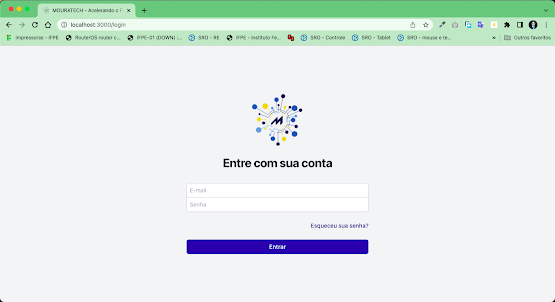 MOURATECH - Acelerando o F
localhost:3000/login
Impressoras - IFPE
RouterOS router c...
IFPE-01 (DOWN) (...
SRO - RE
IFPE - Instituto Fe...
SRO - Controle
SRO - Tablet
SRO - mouse e te...
»
Outros favoritos
M
Entre com sua conta
E-mail
Senha
Esqueceu sua senha?
Entrar